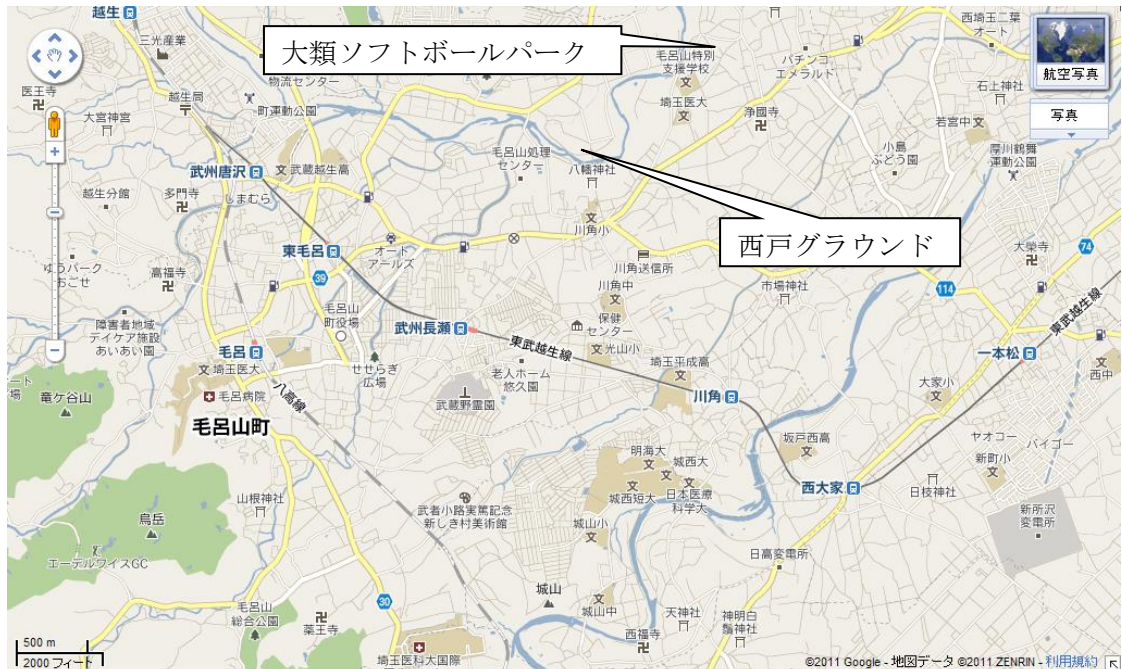 越生
三光産業
大類ソフトボールパーク
毛呂山特別
支援学校
パチンコ
エメラルド
西埼玉二葉
オート
航空写真
写真
物流センター
医王寺
越生局
町運動公園
埼玉医大
浄國寺
石上神社
大宮神宮
若宮中
武州唐沢
武蔵越生高
毛呂山処理
センター
八幡神社
小島
ぶどう園
厚川鶴舞
運動公園
越生分館
多門寺
しまむら
川角小
西戸グラウンド
東毛呂
オート
アールズ
川角送信所
大榮寺
74
ゆうパーク
おごせ
高福寺
39
川角中
市場神社
114
毛呂山
町役場
武州長瀬
保健
センター
東武越生線
東武越生線
障害者地域
デイケア施設
あいあい園
毛呂
埼玉医大
せせらぎ
広場
光山小
老人ホーム
悠久園
埼玉平成高
一本松
竜ケ谷山
毛呂病院
八高線
武蔵野霊園
川角
大家小
西中
毛呂山町
坂戸西高
ヤオコー
バイゴー
明海大
城西大
城西短大
日本医療
科学大
新町小
西大家
日枝神社
山根神社
武者小路実篤記念
新しき村美術館
新所沢
変電所
烏岳
城山小
エーデルワイスGC
日高変電所
城山
毛呂山
総合公園
薬王寺
30
城山中
天神社
神明白
鬚神社
西福寺
埼玉医科大国際
500 m
2000 フィート
©2011 Google - 地図データ ©2011 ZENRIN - 利用規約